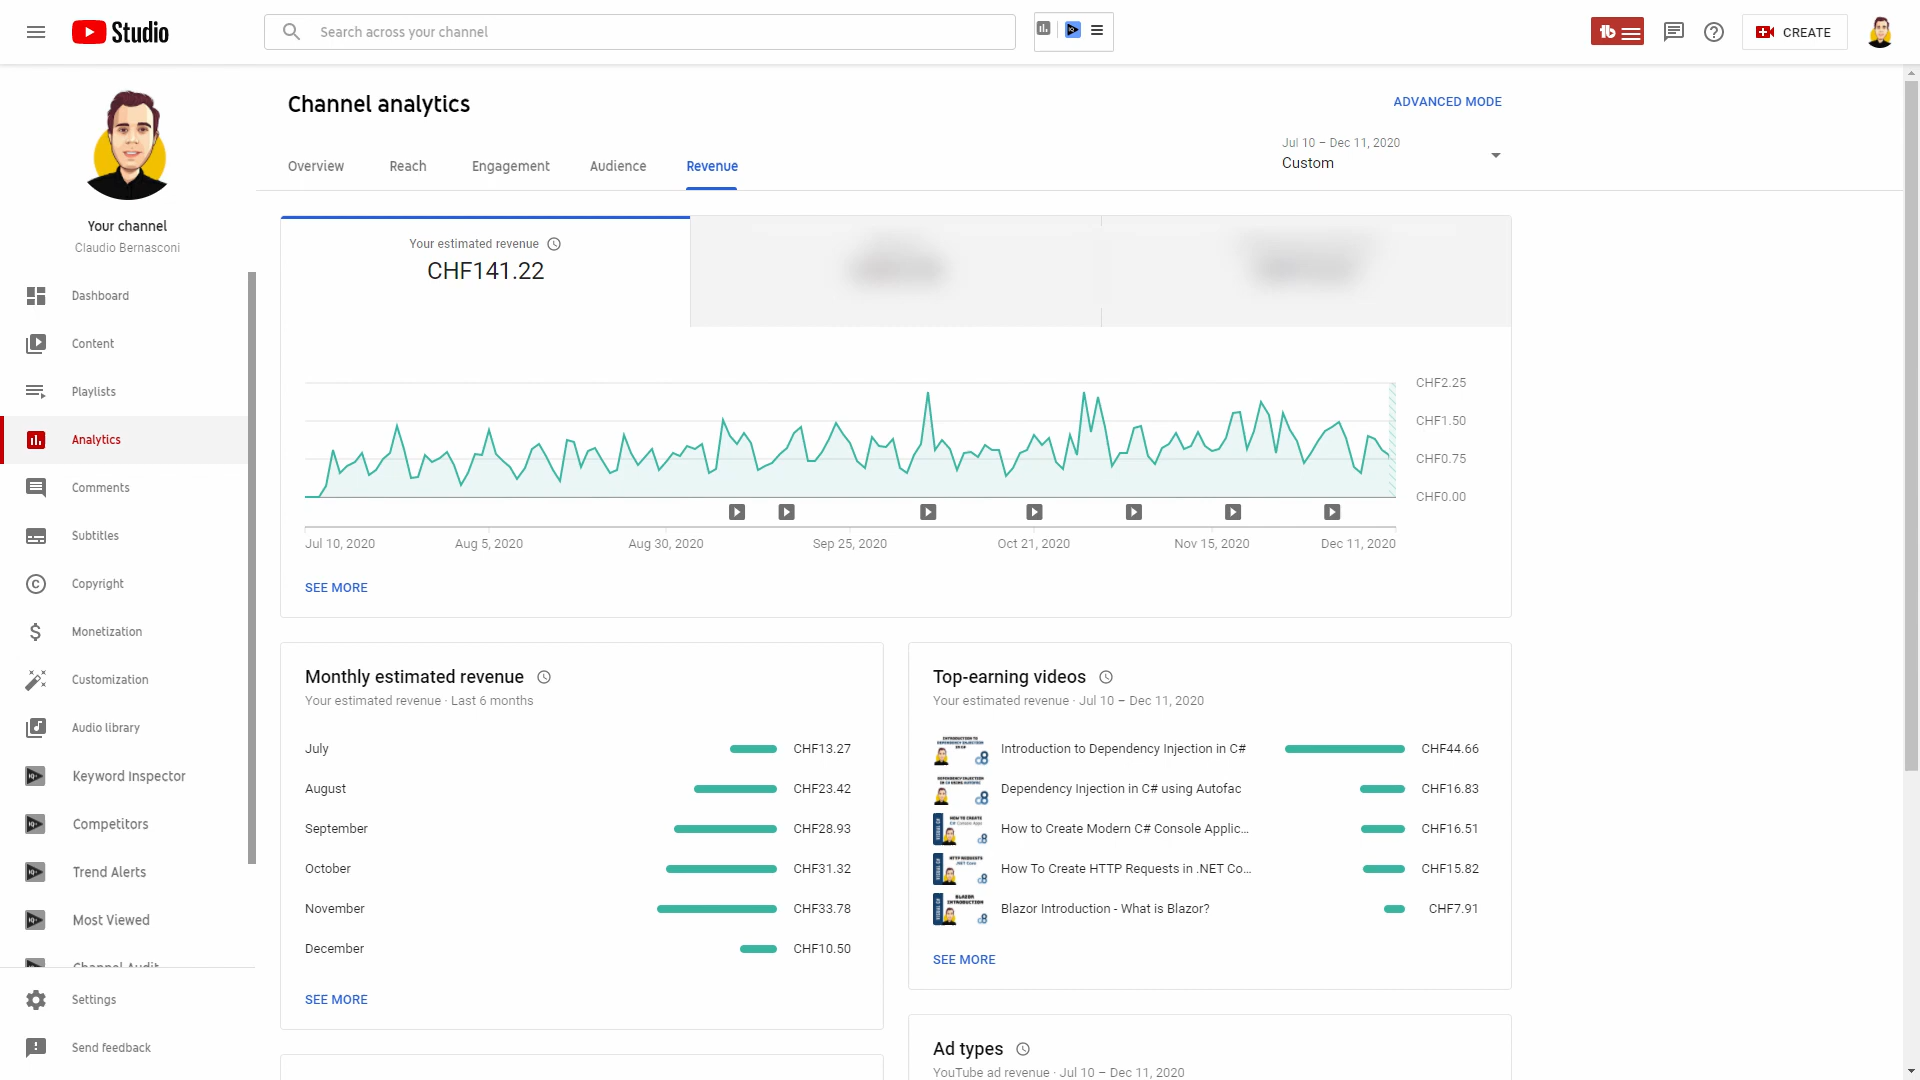 Studio
Search across your channel
CREATE
Your channel
Claudio Bernasconi
Dashboard
Content
Playlists
Analytics
Comments
Subtitles
Copyright
Monetization
Customization
Audio library
Keyword Inspector
Competitors
Trend Alerts
Most Viewed
Channel Audit
Settings
Send feedback
Channel analytics
ADVANCED MODE
Jul 10 – Dec 11, 2020
Custom
Overview Reach Engagement Audience Revenue
Your estimated revenue
CHF141.22
CHF2.25
CHF1.50
CHF0.75
CHF0.00
Jul 10, 2020 Aug 5, 2020 Aug 30, 2020 Sep 25, 2020 Oct 21, 2020 Nov 15, 2020 Dec 11, 2020
SEE MORE
Monthly estimated revenue
Your estimated revenue · Last 6 months
July CHF13.27
August CHF23.42
September CHF28.93
October CHF31.32
November CHF33.78
December CHF10.50
SEE MORE
Top-earning videos
Your estimated revenue · Jul 10 – Dec 11, 2020
Introduction to Dependency Injection in C# CHF44.66
Dependency Injection in C# using Autofac CHF16.83
How to Create Modern C# Console Applic... CHF16.51
How To Create HTTP Requests in .NET Co... CHF15.82
Blazor Introduction - What is Blazor? CHF7.91
SEE MORE
Ad types
YouTube ad revenue · Jul 10 – Dec 11, 2020